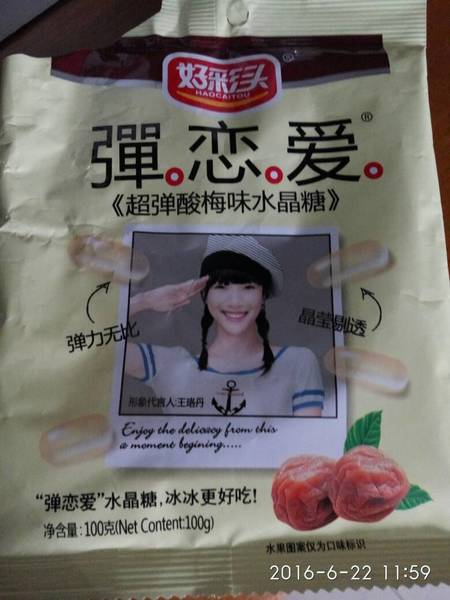 好彩头
HAOCAITOU
®
彈。恋。爱。®
《超弹酸梅味水晶糖》
弹力无比
晶莹剔透
形象代言人:王珞丹
Enjoy the delicacy from this
a moment begining.....
“弹恋爱”水晶糖,冰冰更好吃!
净含量:100克(Net Content:100g)
水果图案仅为口味标识
2016-6-22 11:59